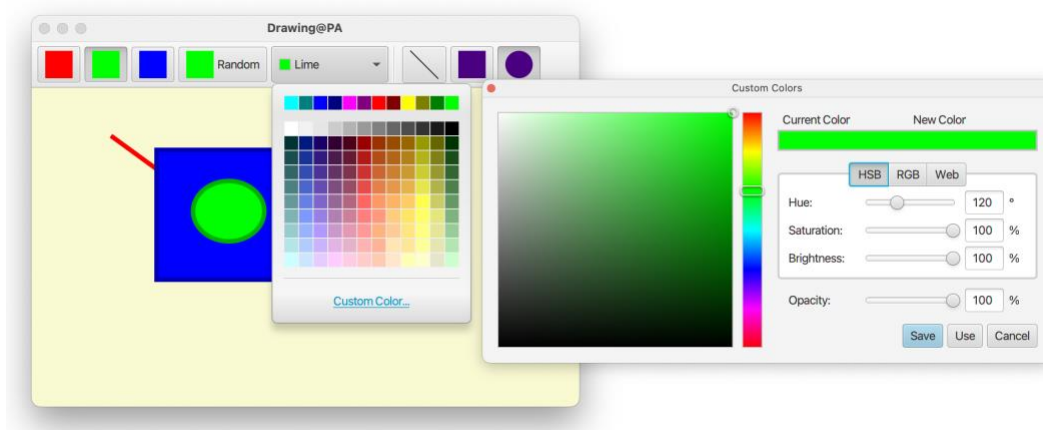 Drawing@PA
Random
Lime
Custom Color...
Custom Colors
Current Color New Color
HSB RGB Web
Hue: 120 °
Saturation: 100 %
Brightness: 100 %
Opacity: 100 %
Save Use Cancel